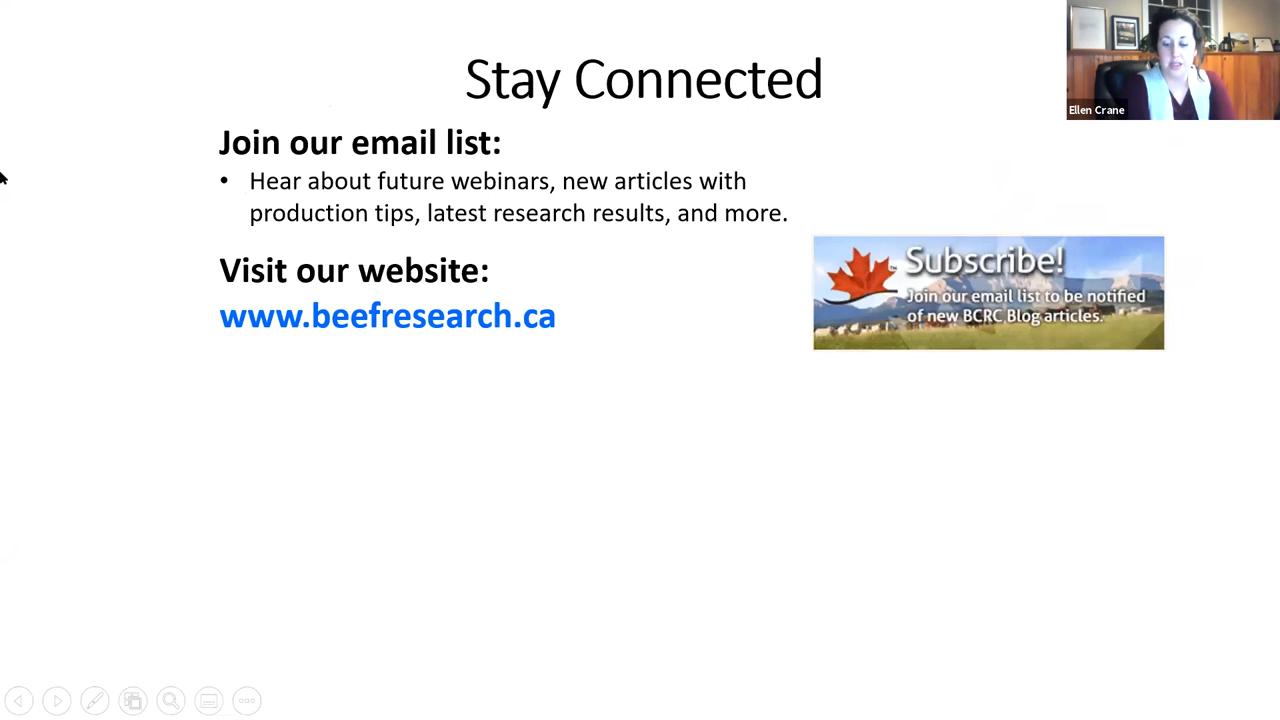 Stay Connected
Ellen Crane
Join our email list:
• Hear about future webinars, new articles with
production tips, latest research results, and more.
Visit our website:
www.beefresearch.ca
Subscribe!
Join our email list to be notified
of new BCRC Blog articles.